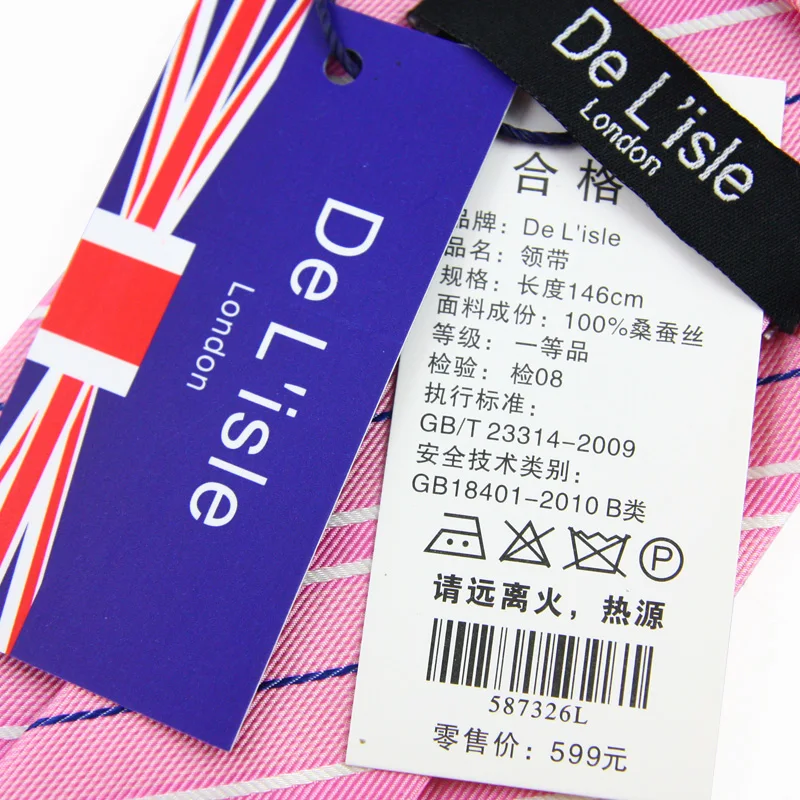 De L'isle
London
De L'isle
London
合格
品牌：De L'isle
品名：领带
规格：长度146cm
面料成份：100%桑蚕丝
等级：一等品
检验：检08
执行标准：
GB/T 23314-2009
安全技术类别：
GB18401-2010 B类
P
请远离火，热源
587326L
零售价：599元